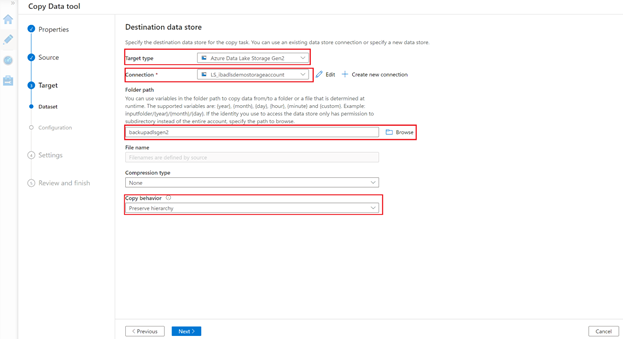 Copy Data tool
Properties
Source
3 Target
Dataset
Configuration
4 Settings
5 Review and finish
Destination data store
Specify the destination data store for the copy task. You can use an existing data store connection or specify a new data store.
Target type
Azure Data Lake Storage Gen2
Connection *
LS_ibadlsdemostorageaccount
Edit
Create new connection
Folder path
You can use variables in the folder path to copy data from/to a folder or a file that is determined at
runtime. The supported variables are: {year}, {month}, {day}, {hour}, {minute} and {custom}. Example:
inputfolder/{year}/{month}/{day}. If the identity you use to access the data store only has permission to
subdirectory instead of the entire account, specify the path to browse.
backupadlsgen2
Browse
File name
Filenames are defined by source
Compression type
None
Copy behavior
Preserve hierarchy
< Previous
Next >
Cancel